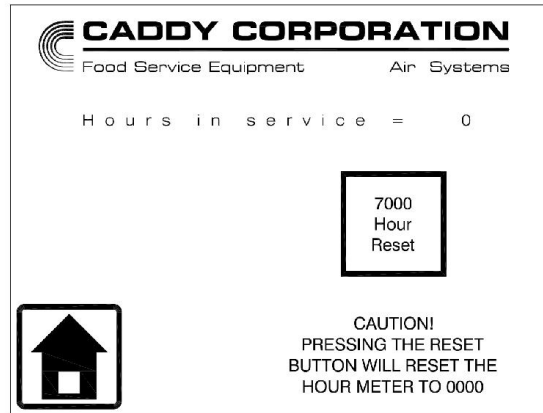 CADDY CORPORATION
Food Service Equipment Air Systems
Hours in service = 0
7000
Hour
Reset
CAUTION!
PRESSING THE RESET
BUTTON WILL RESET THE
HOUR METER TO 0000